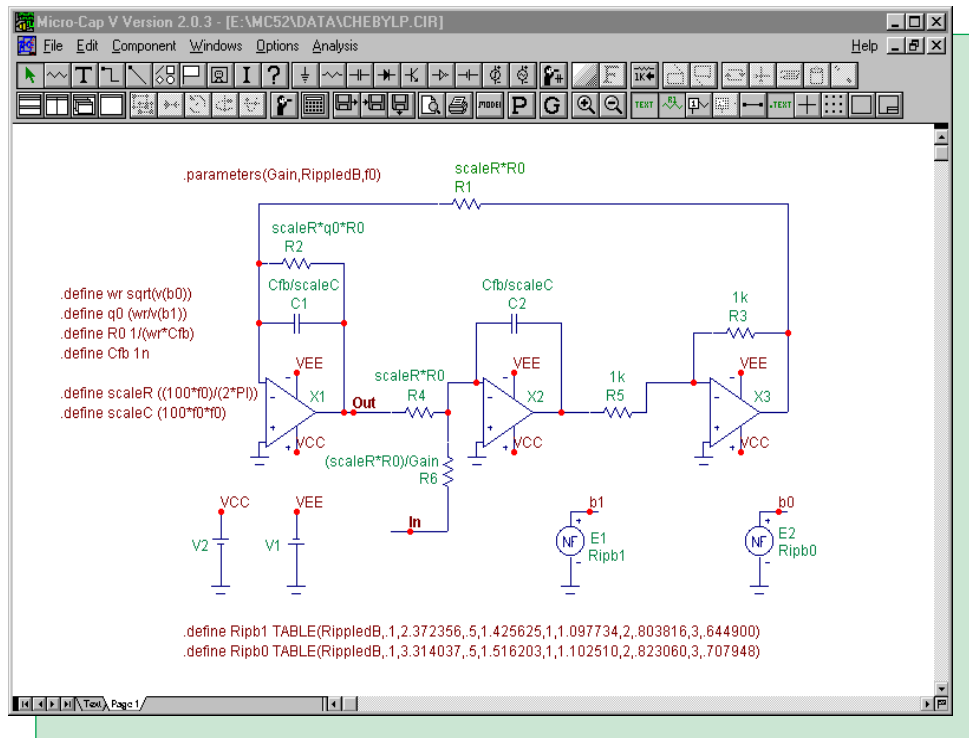 Micro-Cap V Version 2.0.3 - [E:\MC52\DATA\CHEBYLP.CIR]
File Edit Component Windows Options Analysis Help
T I ? 1K F
MODEL P G TEXT .TEXT
.parameters(Gain,RippledB,f0)
scaleR*R0
R1
scaleR*q0*R0
R2
Cfb/scaleC
C1
Cfb/scaleC
C2
1k
R3
.define wr sqrt(v(b0))
.define q0 (wr/v(b1))
.define R0 1/(wr*Cfb)
.define Cfb 1n
.define scaleR ((100*f0)/(2*PI))
.define scaleC (100*f0*f0)
VEE
X1
VCC
Out
scaleR*R0
R4
VEE
X2
VCC
1k
R5
VEE
X3
VCC
(scaleR*R0)/Gain
R6
In
VCC
V2
VEE
V1
b1
NF
E1
Ripb1
b0
NF
E2
Ripb0
.define Ripb1 TABLE(RippledB,.1,2.372356,.5,1.425625,1,1.097734,2,.803816,3,.644900)
.define Ripb0 TABLE(RippledB,.1,3.314037,.5,1.516203,1,1.102510,2,.823060,3,.707948)
Text Page 1